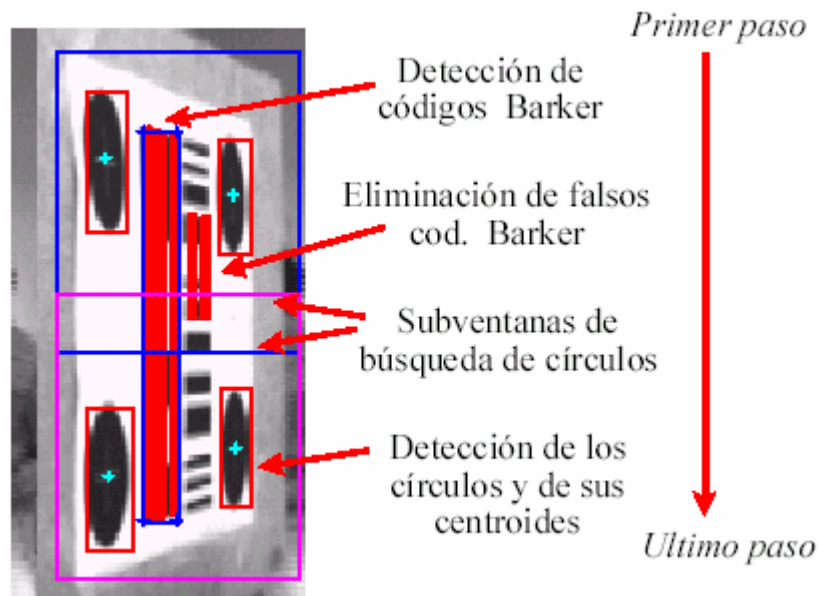 Primer paso
Detección de
códigos Barker
Eliminación de falsos
cod. Barker
Subventanas de
búsqueda de círculos
Detección de los
círculos y de sus
centroides
Ultimo paso